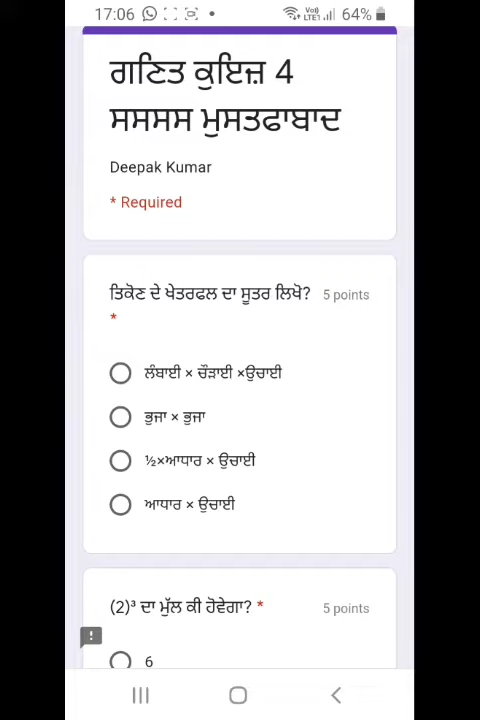 17:06 64%
ਗਣਿਤ ਕੁਇਜ਼ 4
ਸਸਸਸ ਮੁਸਤਫਾਬਾਦ
Deepak Kumar
* Required
ਤਿਕੋਣ ਦੇ ਖੇਤਰਫਲ ਦਾ ਸੂਤਰ ਲਿਖੋ? 5 points
*
ਲੰਬਾਈ × ਚੌੜਾਈ ×ਉਚਾਈ
ਭੁਜਾ × ਭੁਜਾ
½×ਆਧਾਰ × ਉਚਾਈ
ਆਧਾਰ × ਉਚਾਈ
(2)³ ਦਾ ਮੁੱਲ ਕੀ ਹੋਵੇਗਾ? * 5 points
6